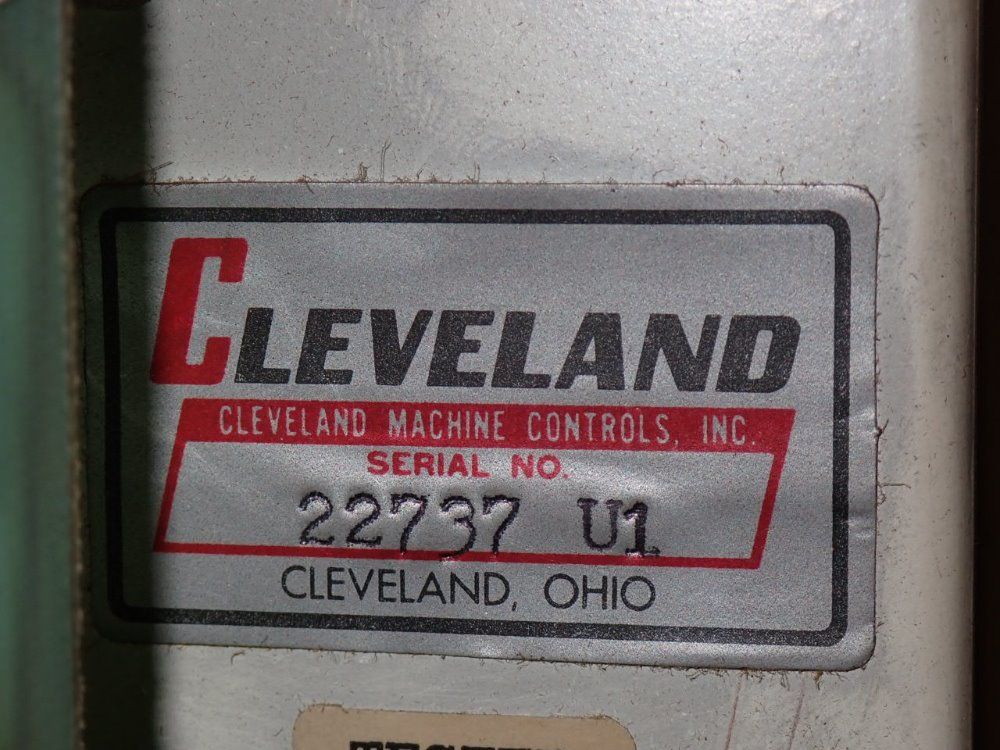 CLEVELAND
CLEVELAND MACHINE CONTROLS, INC.
SERIAL NO.
22737 U1
CLEVELAND, OHIO